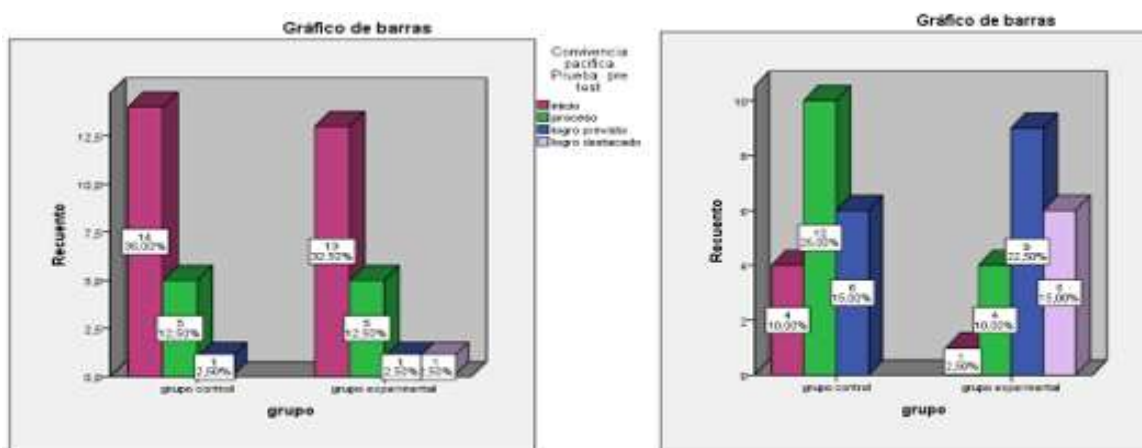 Gráfico de barras
Convivencia
pacifica
Prueba pre
test
inicio
proceso
logro previsto
logro destacado
Recuento
12,5
10,0
7,5
5,0
2,5
0,0
14
5
12,50%
1
2,50%
13
32,50%
5
12,50%
1
2,50%
1
2,50%
grupo control
grupo experimental
grupo
Gráfico de barras
Recuento
10
8
6
4
2
0
4
10,00%
10
25,00%
6
15,00%
1
2,50%
4
10,00%
9
22,50%
6
15,00%
grupo control
grupo experimental
grupo